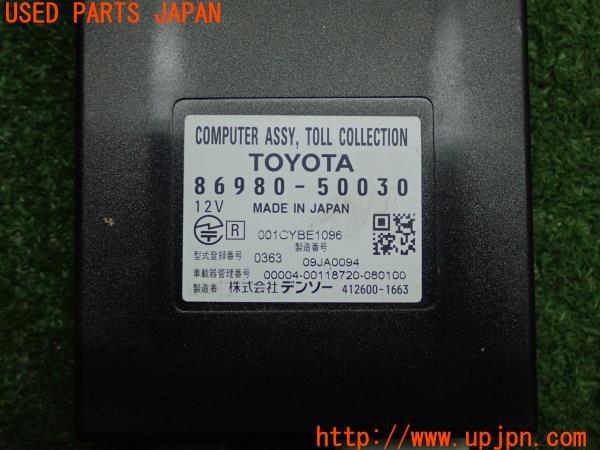 USED PARTS JAPAN
COMPUTER ASSY, TOLL COLLECTION
TOYOTA
86980-50030
12V MADE IN JAPAN
R 001CYBE1096
型式登録番号 0363 製造番号 09JA0094
車載器管理番号 00004-00118720-080100
製造者 株式会社 デンソー 412600-1663
http://www.upjpn.com/